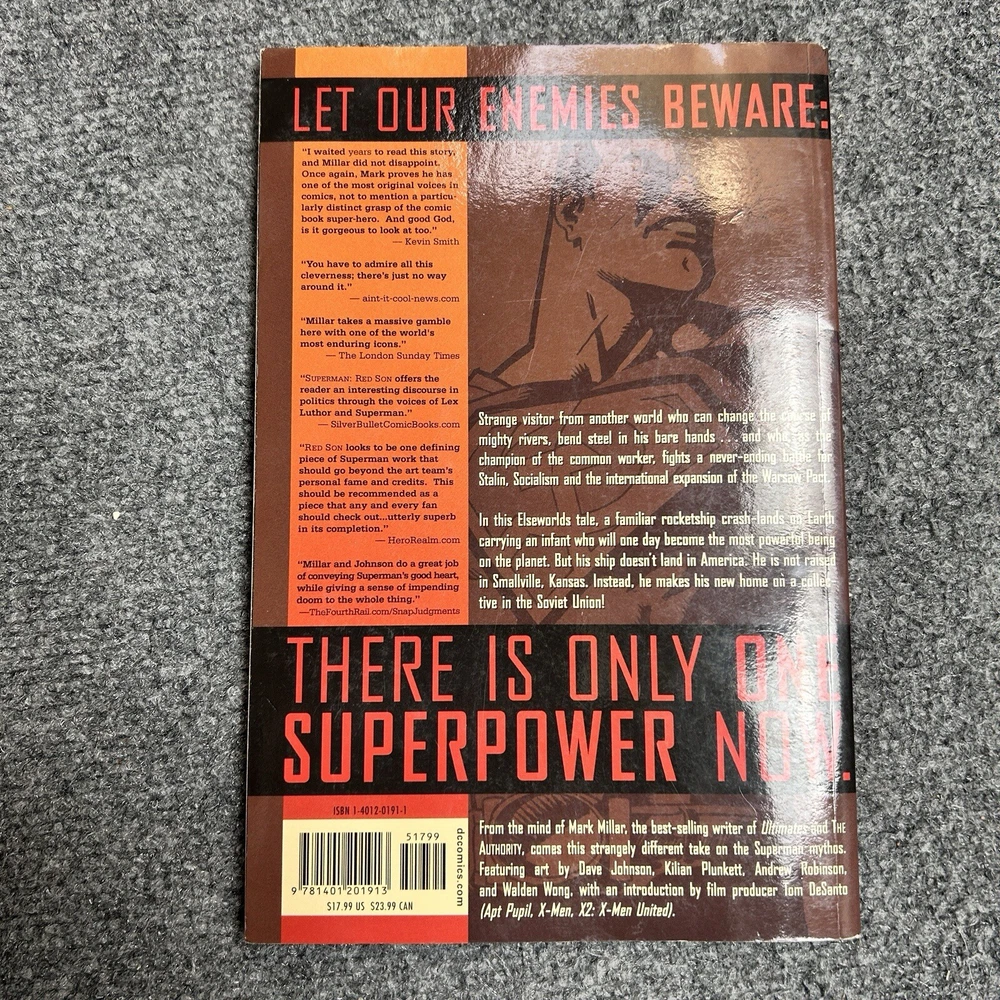 LET OUR ENEMIES BEWARE:
“I waited years to read this story,
and Millar did not disappoint.
Once again, Mark proves he has
one of the most original voices in
comics, not to mention a particu-
larly distinct grasp of the comic
book super-hero. And good God,
is it gorgeous to look at too.”
— Kevin Smith
“You have to admire all this
cleverness; there's just no way
around it.”
— aint-it-cool-news.com
“Millar takes a massive gamble
here with one of the world's
most enduring icons.”
— The London Sunday Times
“SUPERMAN: RED SON offers the
reader an interesting discourse in
politics through the voices of Lex
Luthor and Superman.”
— SilverBulletComicBooks.com
“RED SON looks to be one defining
piece of Superman work that
should go beyond the art team's
personal fame and credits. This
should be recommended as a
piece that any and every fan
should check out...utterly superb
in its completion.”
— HeroRealm.com
“Millar and Johnson do a great job
of conveying Superman's good heart,
while giving a sense of impending
doom to the whole thing.”
—TheFourthRail.com/SnapJudgments
Strange visitor from another world who can change the course of
mighty rivers, bend steel in his bare hands . . . and who, as the
champion of the common worker, fights a never-ending battle for
Stalin, Socialism and the international expansion of the Warsaw Pact.
In this Elseworlds tale, a familiar rocketship crash-lands on Earth
carrying an infant who will one day become the most powerful being
on the planet. But his ship doesn't land in America. He is not raised
in Smallville, Kansas. Instead, he makes his new home on a collec-
tive in the Soviet Union!
THERE IS ONLY ONE
SUPERPOWER NOW.
ISBN 1-4012-0191-1
51799
9 781401 201913
$17.99 US $23.99 CAN
dccomics.com
From the mind of Mark Millar, the best-selling writer of Ultimates and THE
AUTHORITY, comes this strangely different take on the Superman mythos.
Featuring art by Dave Johnson, Kilian Plunkett, Andrew Robinson,
and Walden Wong, with an introduction by film producer Tom DeSanto
(Apt Pupil, X-Men, X2: X-Men United).